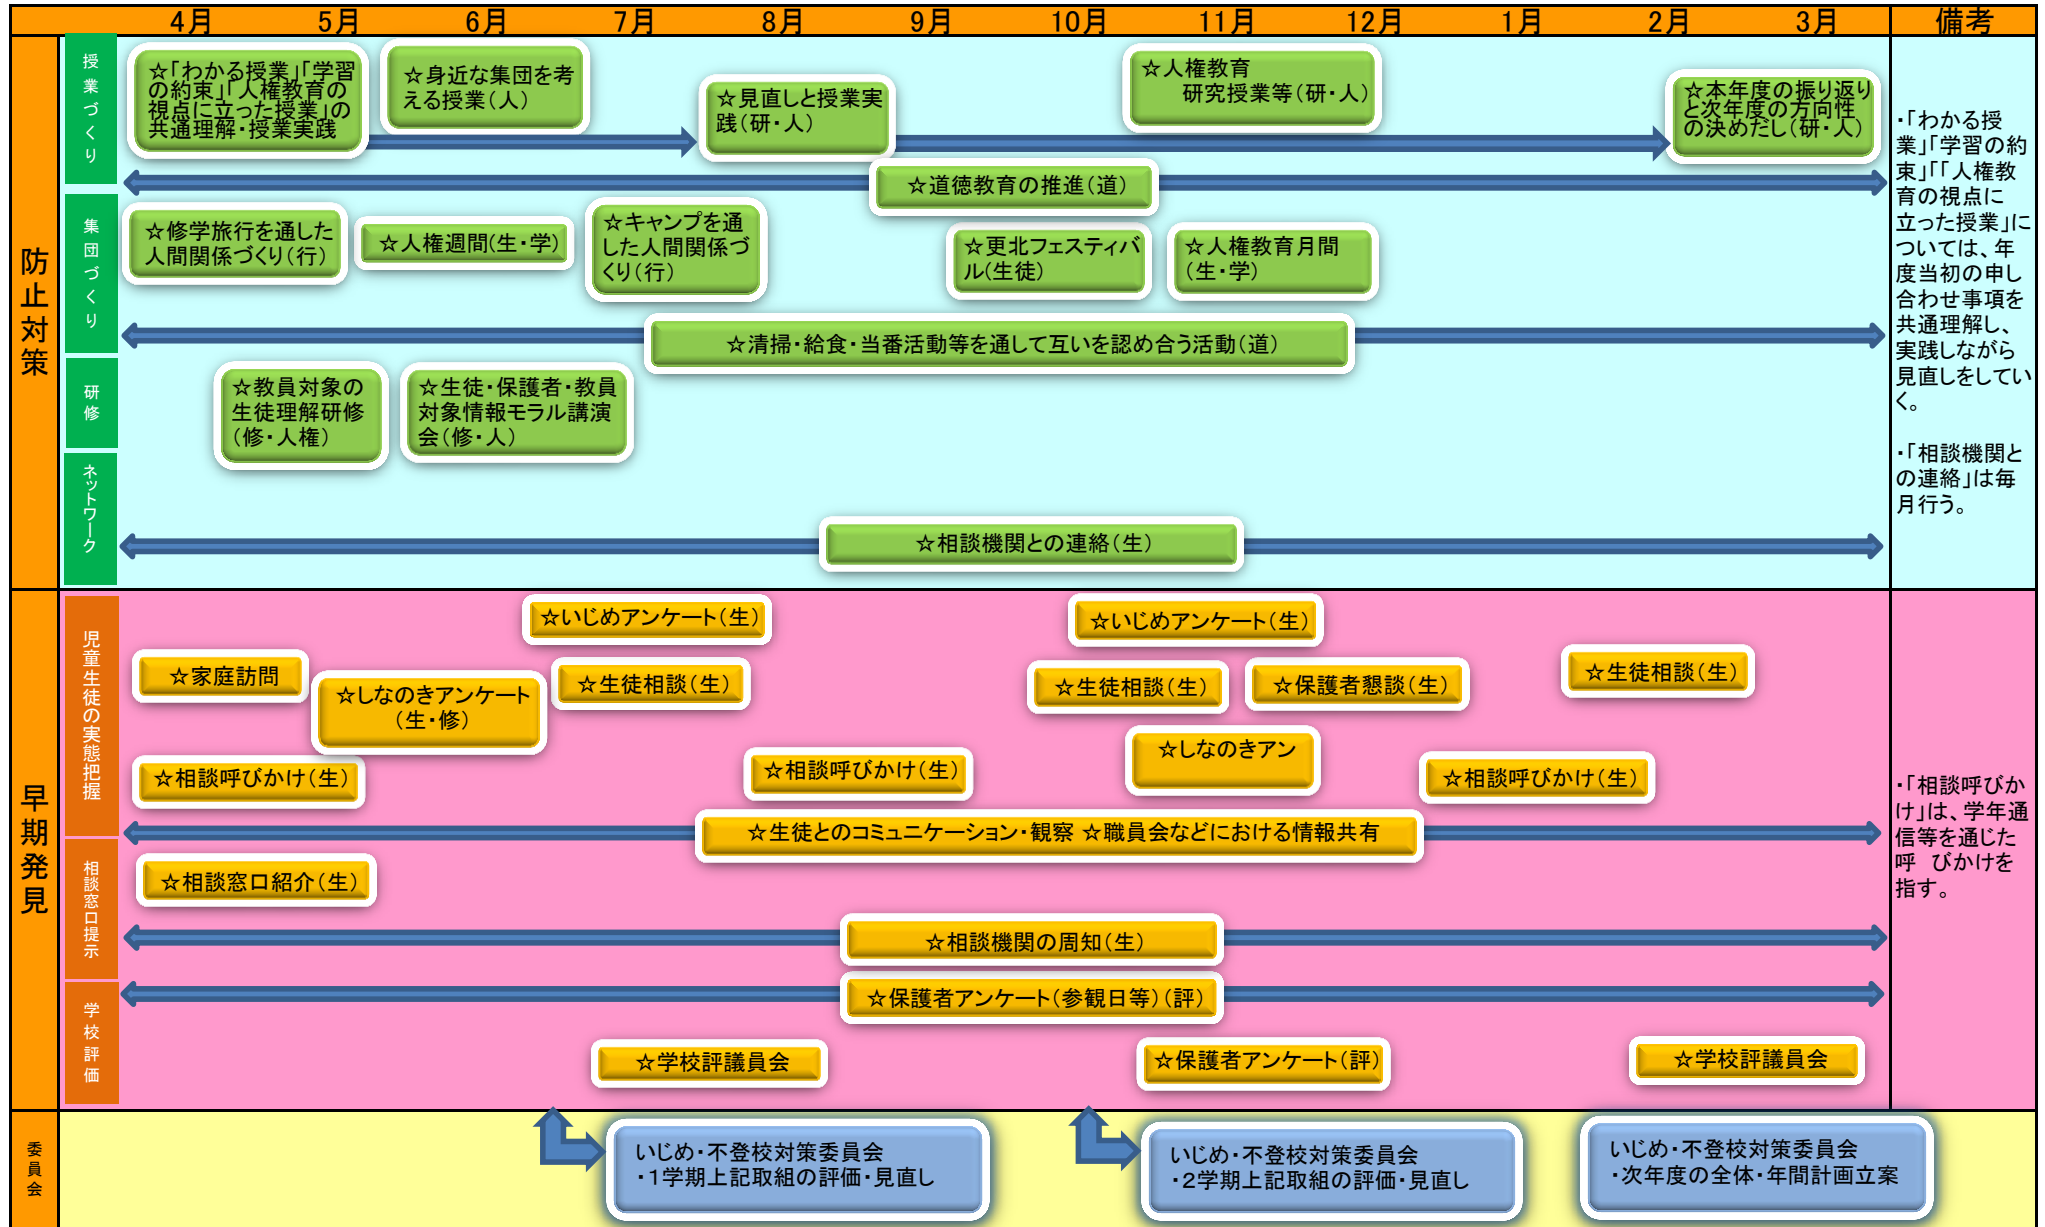 4月 5月 6月 7月 8月 9月 10月 11月 12月 1月 2月 3月 備考
防止対策
授業づくり
☆「わかる授業」「学習
の約束」「人権教育の
視点に立った授業」の
共通理解・授業実践
☆身近な集団を考
える授業(人)
☆見直しと授業実
践(研・人)
☆人権教育
研究授業等(研・人)
☆本年度の振り返り
と次年度の方向性
の決めだし(研・人)
☆道徳教育の推進(道)
集団づくり
☆修学旅行を通した
人間関係づくり(行)
☆人権週間(生・学)
☆キャンプを通
した人間関係づ
くり(行)
☆更北フェスティバ
ル(生徒)
☆人権教育月間
(生・学)
☆清掃・給食・当番活動等を通して互いを認め合う活動(道)
研修
☆教員対象の
生徒理解研修
(修・人権)
☆生徒・保護者・教員
対象情報モラル講演
会(修・人)
ネットワーク
☆相談機関との連絡(生)
・「わかる授
業」「学習の約
束」「「人権教
育の視点に
立った授業」に
ついては、年
度当初の申し
合わせ事項を
共通理解し、
実践しながら
見直しをしてい
く。
・「相談機関と
の連絡」は毎
月行う。
早期発見
児童生徒の実態把握
☆いじめアンケート(生)
☆いじめアンケート(生)
☆家庭訪問
☆しなのきアンケート
(生・修)
☆生徒相談(生)
☆生徒相談(生)
☆保護者懇談(生)
☆生徒相談(生)
☆しなのきアン
☆相談呼びかけ(生)
☆相談呼びかけ(生)
☆相談呼びかけ(生)
☆生徒とのコミュニケーション・観察 ☆職員会などにおける情報共有
相談窓口提示
☆相談窓口紹介(生)
☆相談機関の周知(生)
学校評価
☆保護者アンケート(参観日等)(評)
☆学校評議員会
☆保護者アンケート(評)
☆学校評議員会
・「相談呼びか
け」は、学年通
信等を通じた
呼 びかけを
指す。
委員会
いじめ・不登校対策委員会
・1学期上記取組の評価・見直し
いじめ・不登校対策委員会
・2学期上記取組の評価・見直し
いじめ・不登校対策委員会
・次年度の全体・年間計画立案